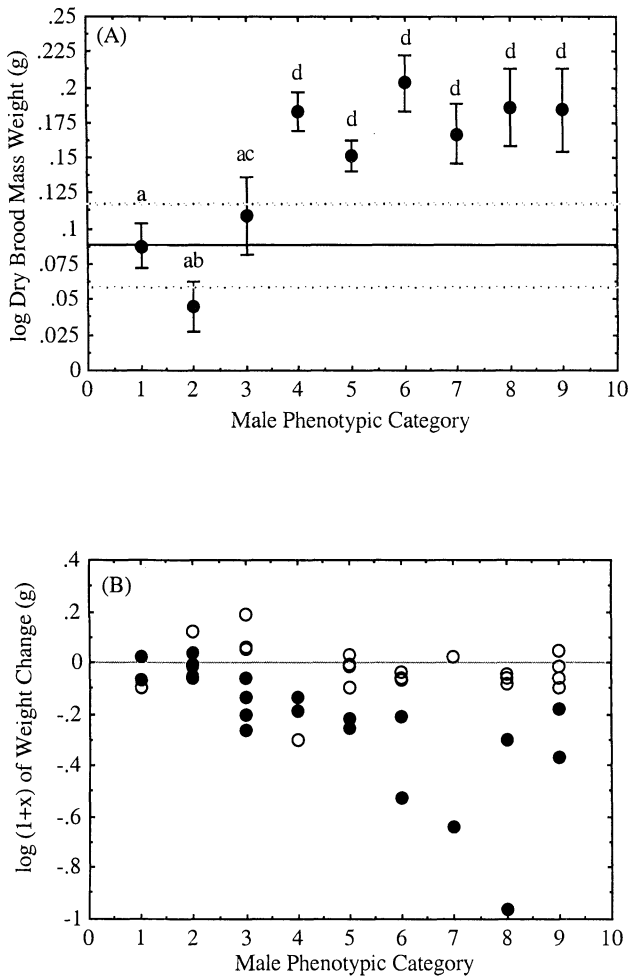 (A)
log Dry Brood Mass Weight (g)
.25
.225
.2
.175
.15
.125
.1
.075
.05
.025
0
a
ab
ac
d
d
d
d
d
d
0 1 2 3 4 5 6 7 8 9 10
Male Phenotypic Category
(B)
log (1+x) of Weight Change (g)
.4
.2
0
-.2
-.4
-.6
-.8
-1
0 1 2 3 4 5 6 7 8 9 10
Male Phenotypic Category